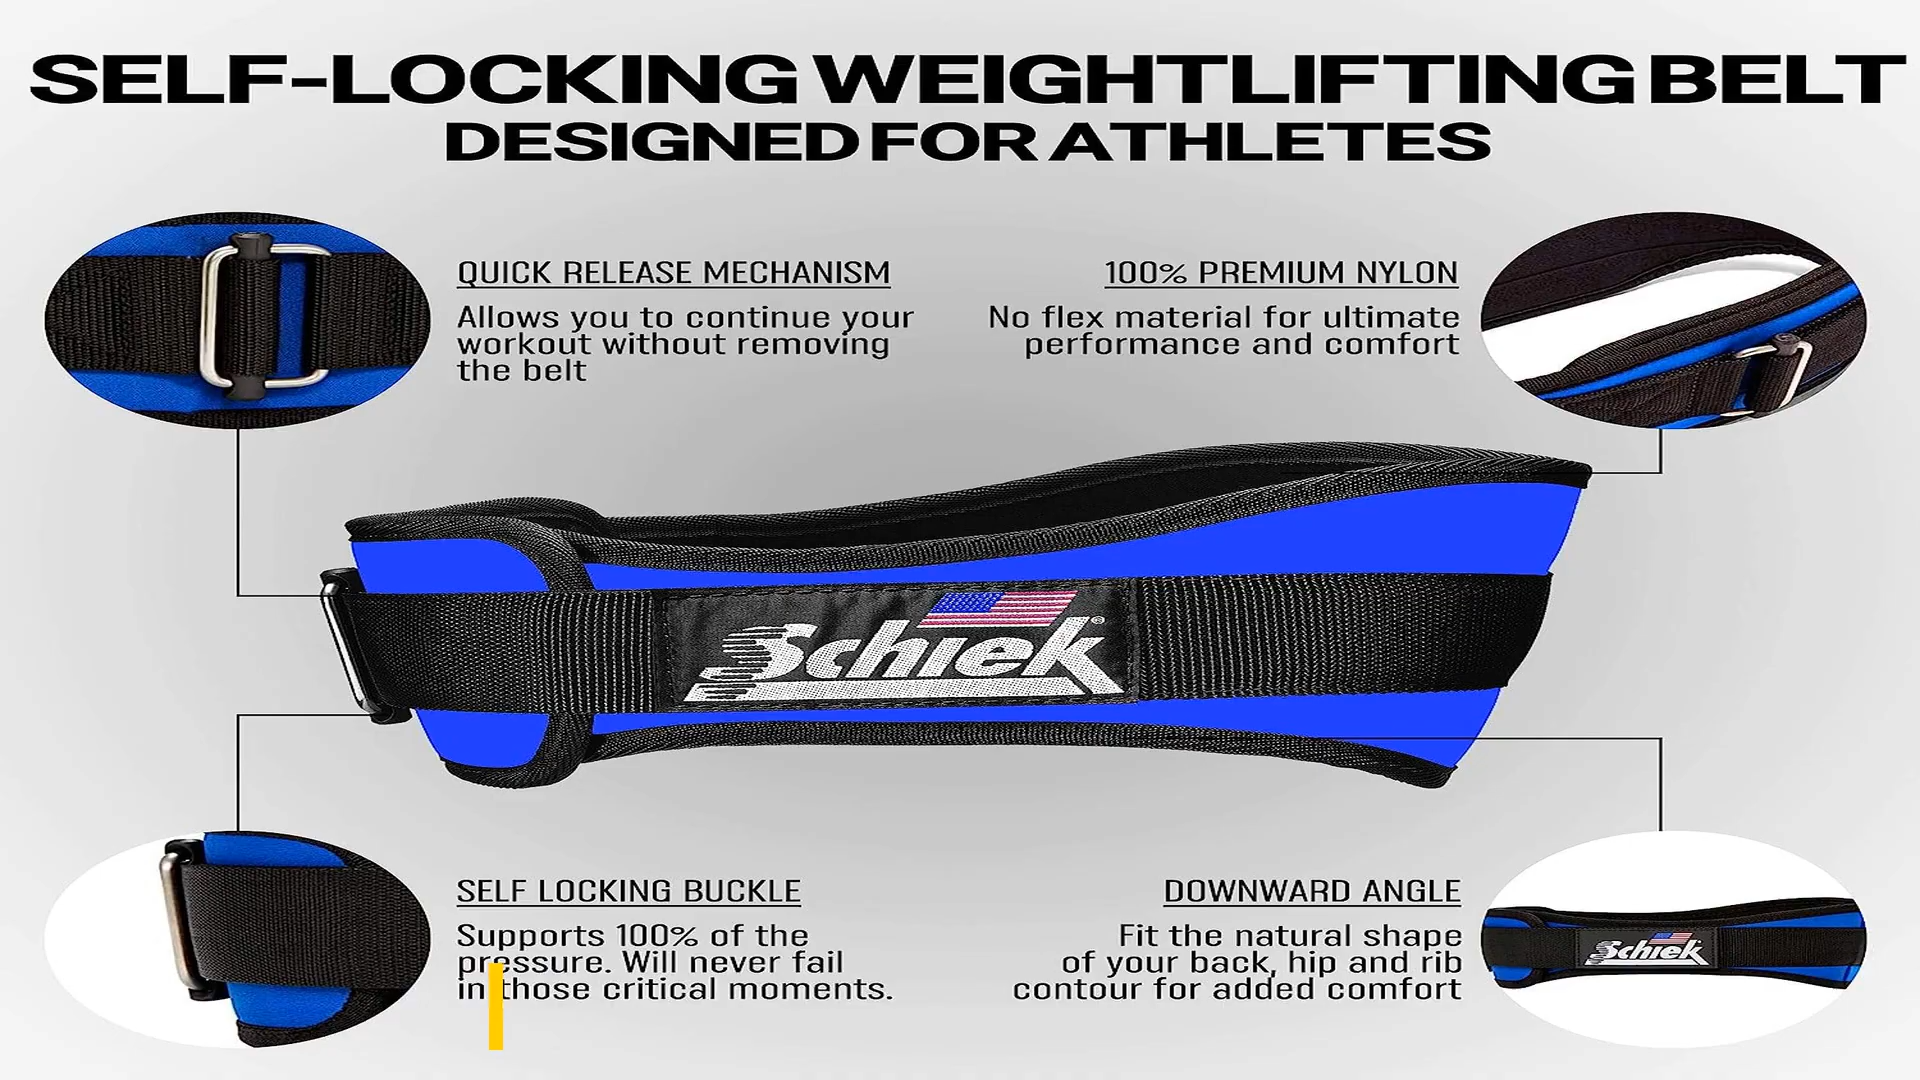 SELF-LOCKING WEIGHTLIFTING BELT
DESIGNED FOR ATHLETES
QUICK RELEASE MECHANISM
Allows you to continue your
workout without removing
the belt
100% PREMIUM NYLON
No flex material for ultimate
performance and comfort
Schiek®
SELF LOCKING BUCKLE
Supports 100% of the
pressure. Will never fail
in those critical moments.
DOWNWARD ANGLE
Fit the natural shape
of your back, hip and rib
contour for added comfort
Schiek